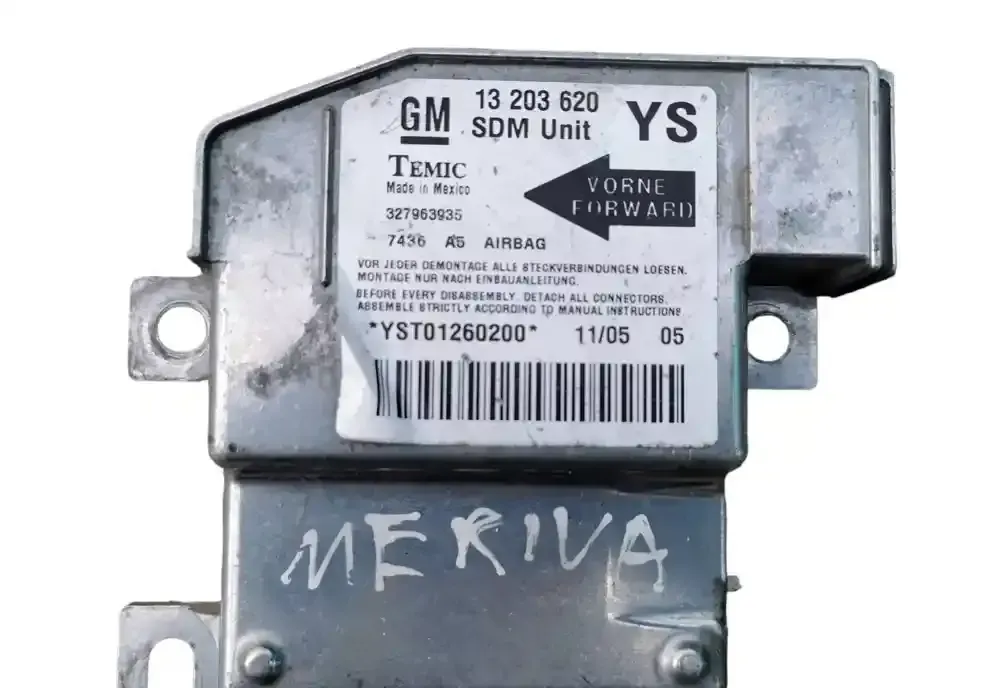 GM 13 203 620 YS
SDM Unit
TEMIC
Made in Mexico
VORNE
FORWARD
327963935
7436 A5 AIRBAG
VOR JEDER DEMONTAGE ALLE STECKVERBINDUNGEN LOESEN.
MONTAGE NUR NACH EINBAUANLEITUNG.
BEFORE EVERY DISASSEMBLY DETACH ALL CONNECTORS.
ASSEMBLE STRICTLY ACCORDING TO MANUAL INSTRUCTIONS
*YST01260200* 11/05 05
MERIVA